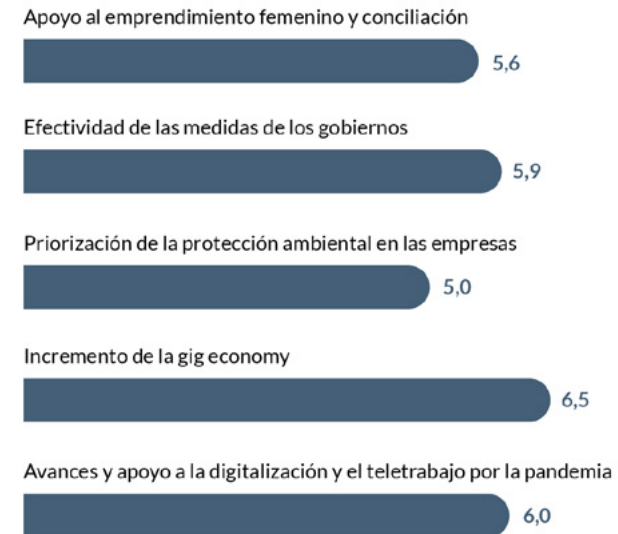 Apoyo al emprendimiento femenino y conciliación
5,6
Efectividad de las medidas de los gobiernos
5,9
Priorización de la protección ambiental en las empresas
5,0
Incremento de la gig economy
6,5
Avances y apoyo a la digitalización y el teletrabajo por la pandemia
6,0